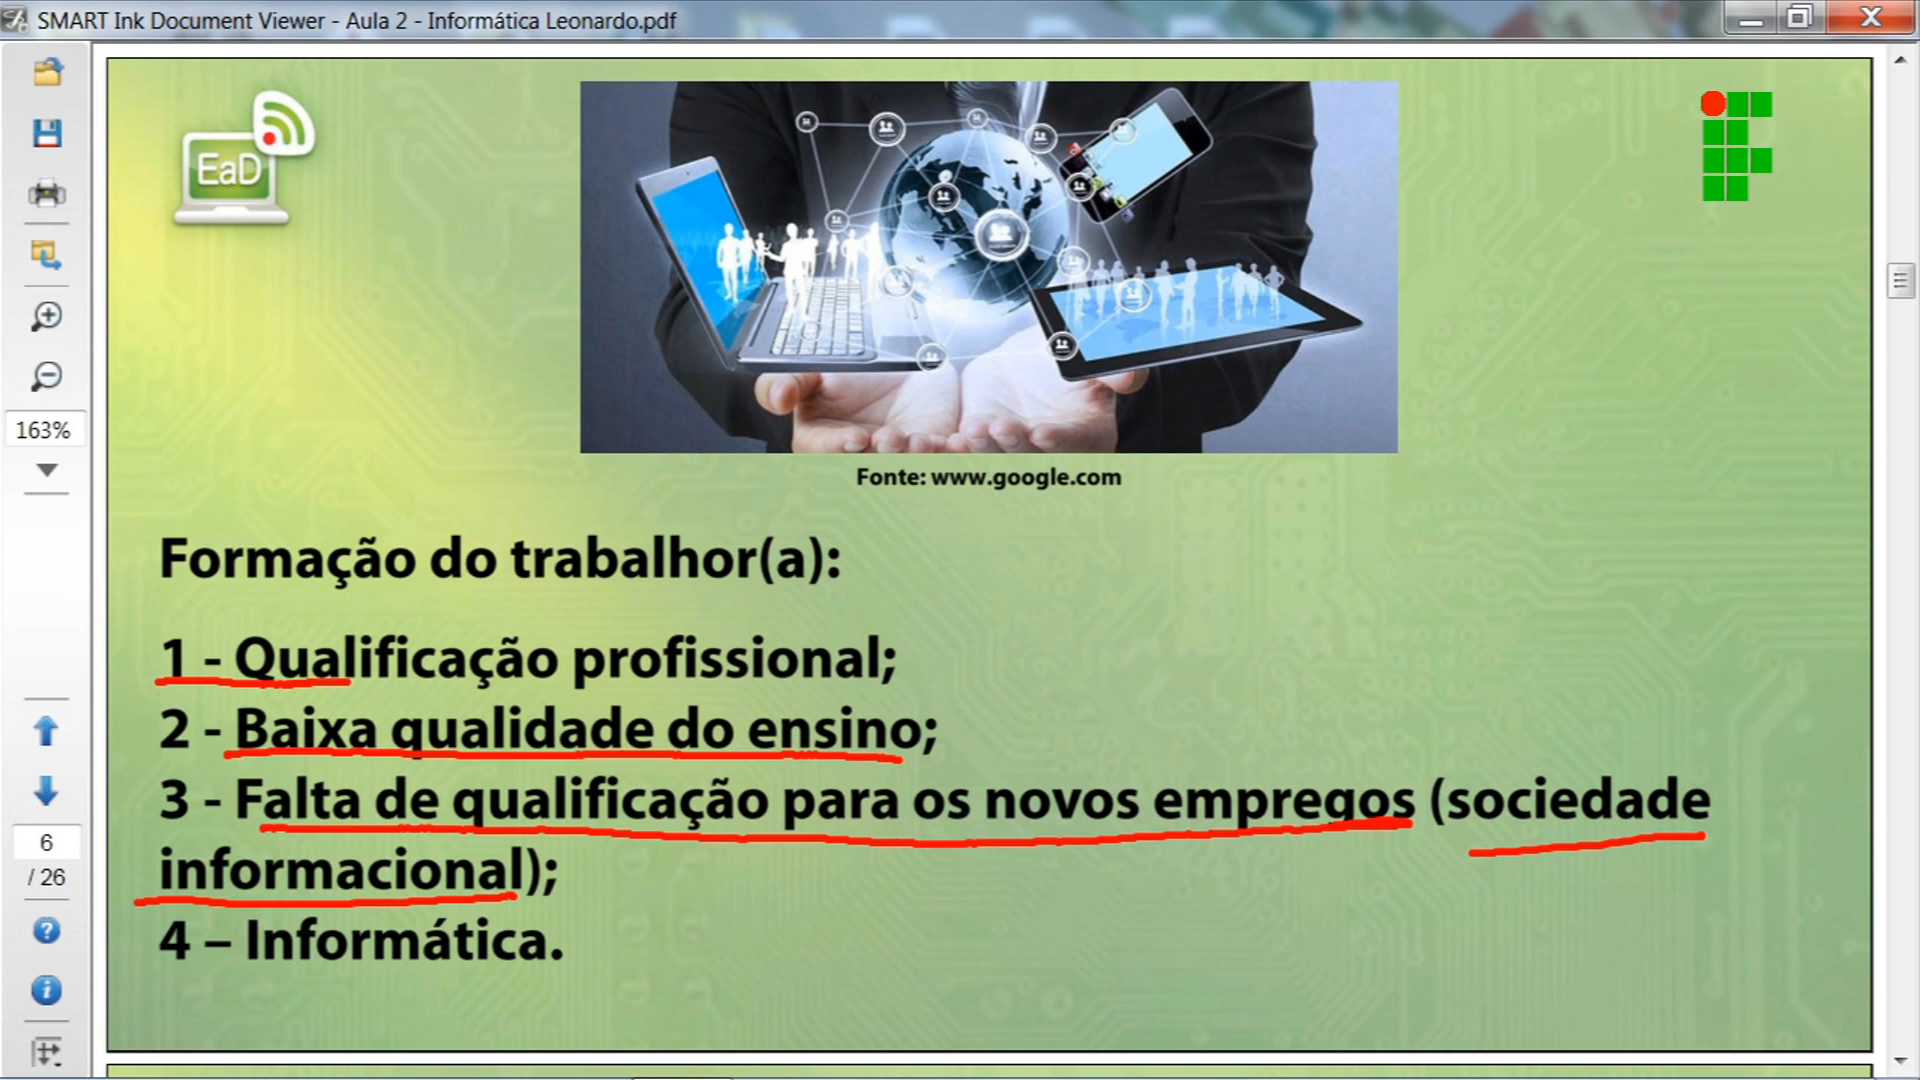 SMART Ink Document Viewer - Aula 2 - Informática Leonardo.pdf
EaD
163%
Fonte: www.google.com
Formação do trabalhor(a):
1 - Qualificação profissional;
2 - Baixa qualidade do ensino;
3 - Falta de qualificação para os novos empregos (sociedade
informacional);
4 – Informática.
6
/ 26